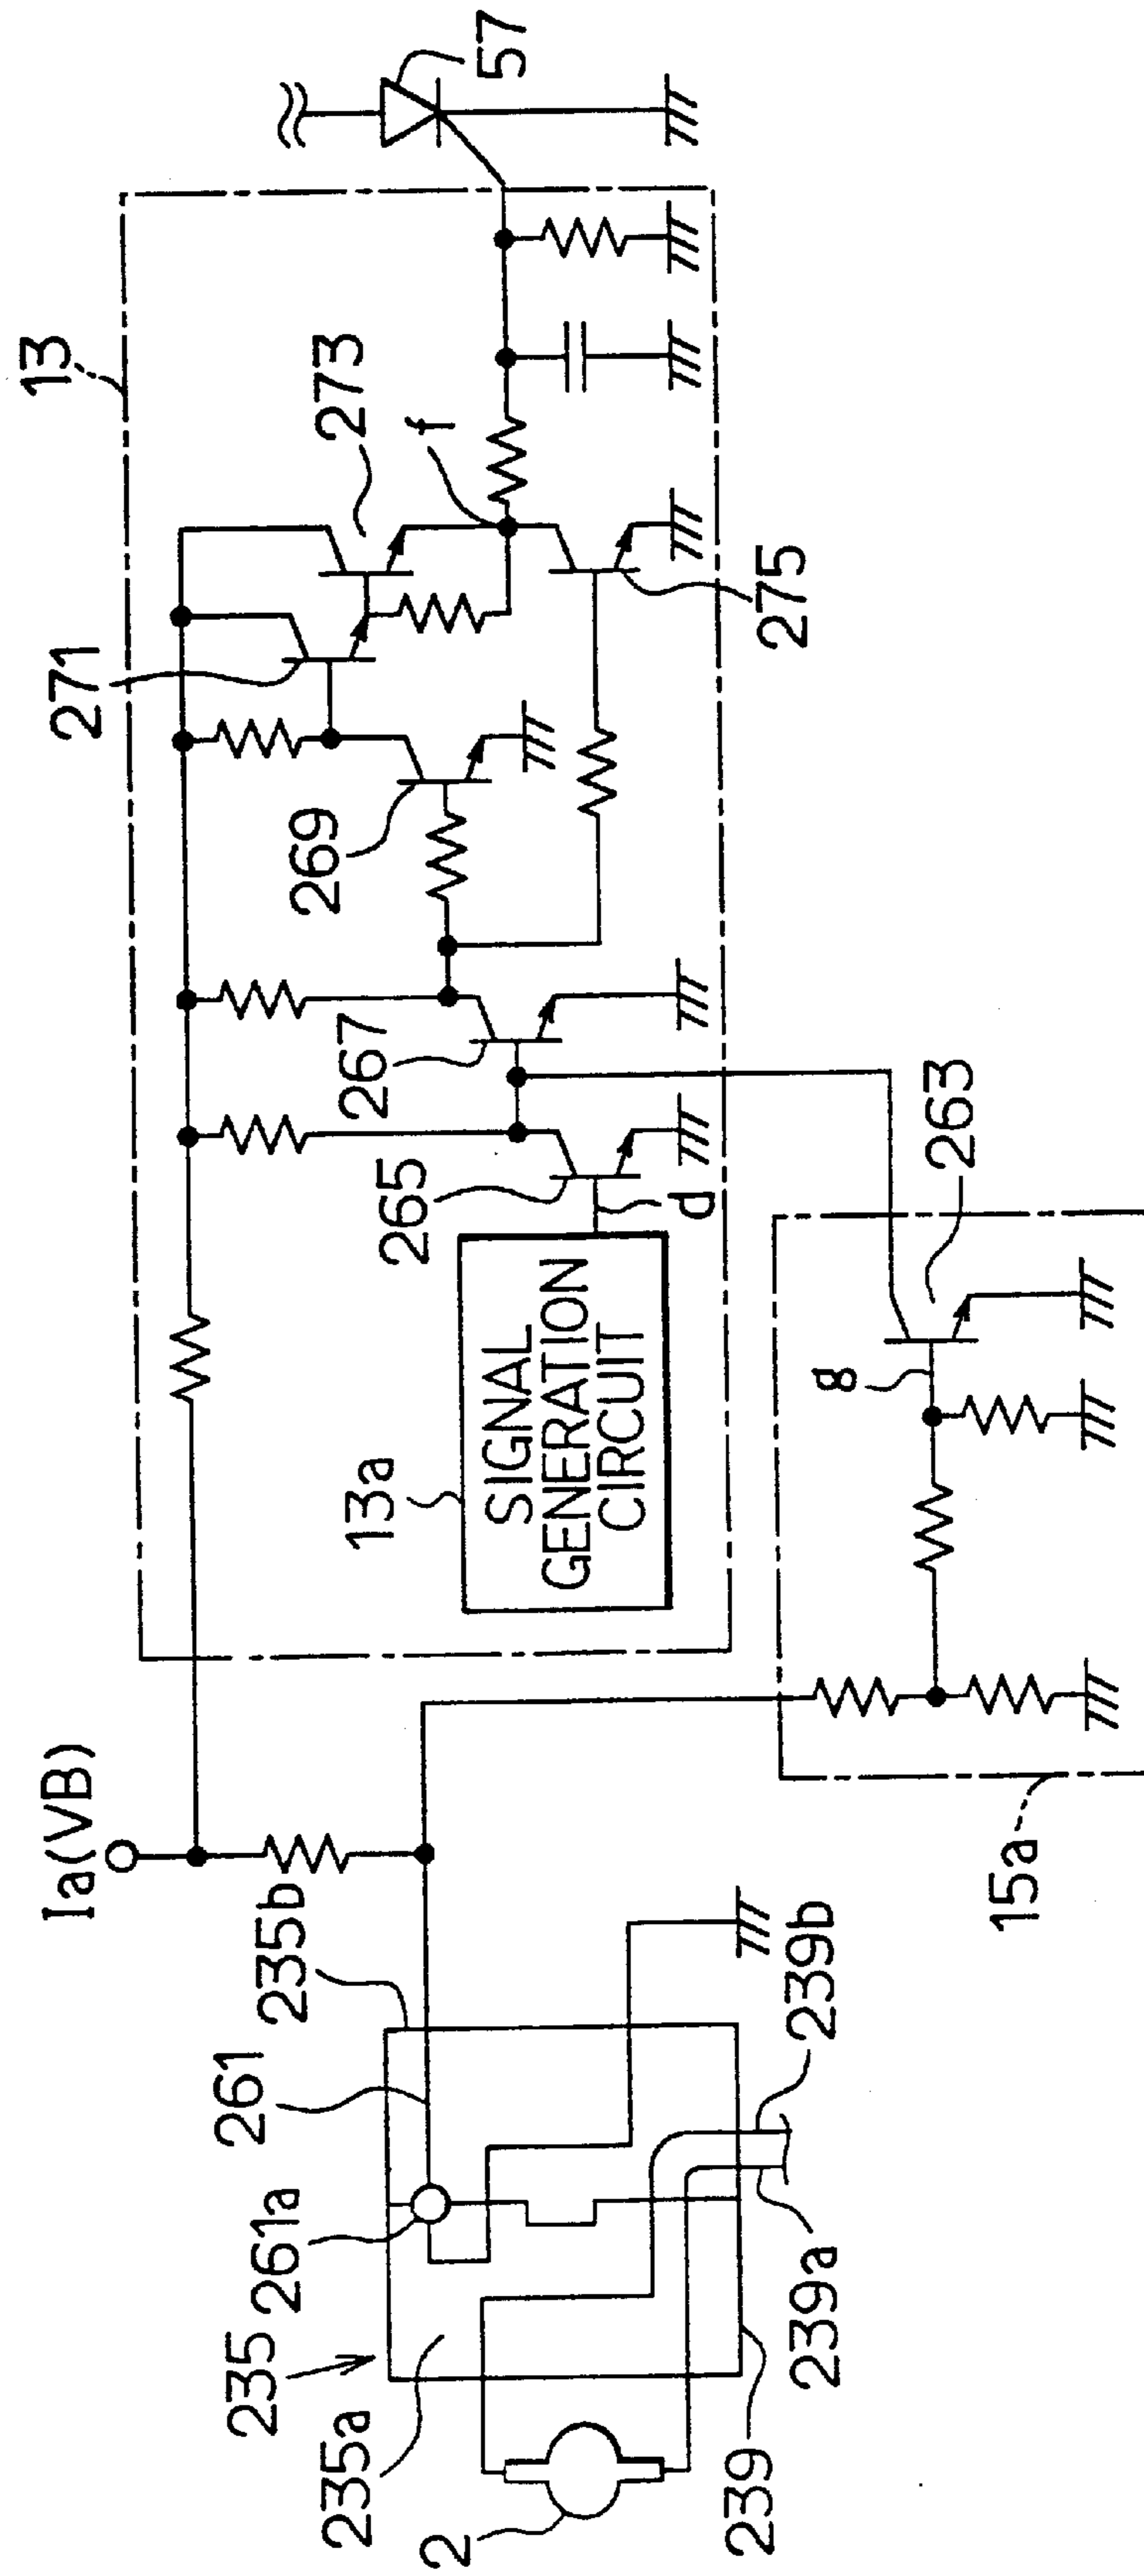 13
57
273
f
271
275
269
267
265
d
263
g
SIGNAL
GENERATION
CIRCUIT
13a
15a
Ia(VB)
235b
261
261a
235
235a
2
239
239a
239b